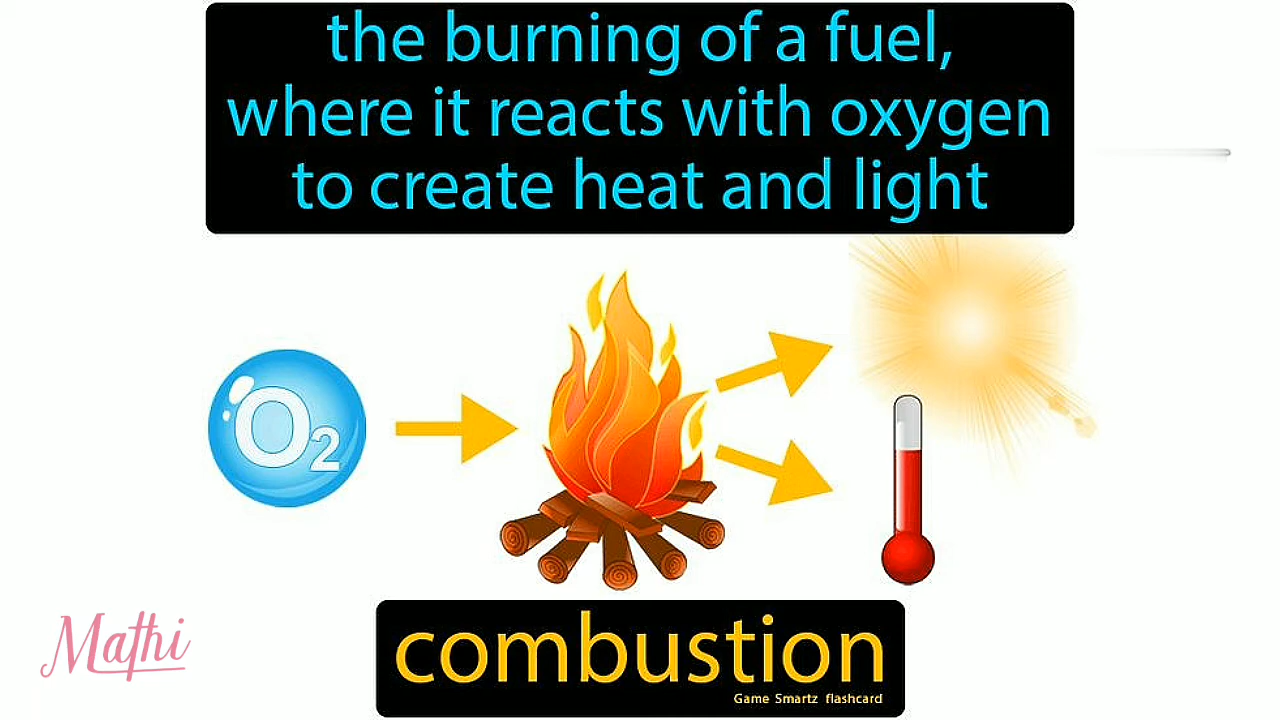 the burning of a fuel,
where it reacts with oxygen
to create heat and light
O2
combustion
Game Smartz flashcard
Mathi